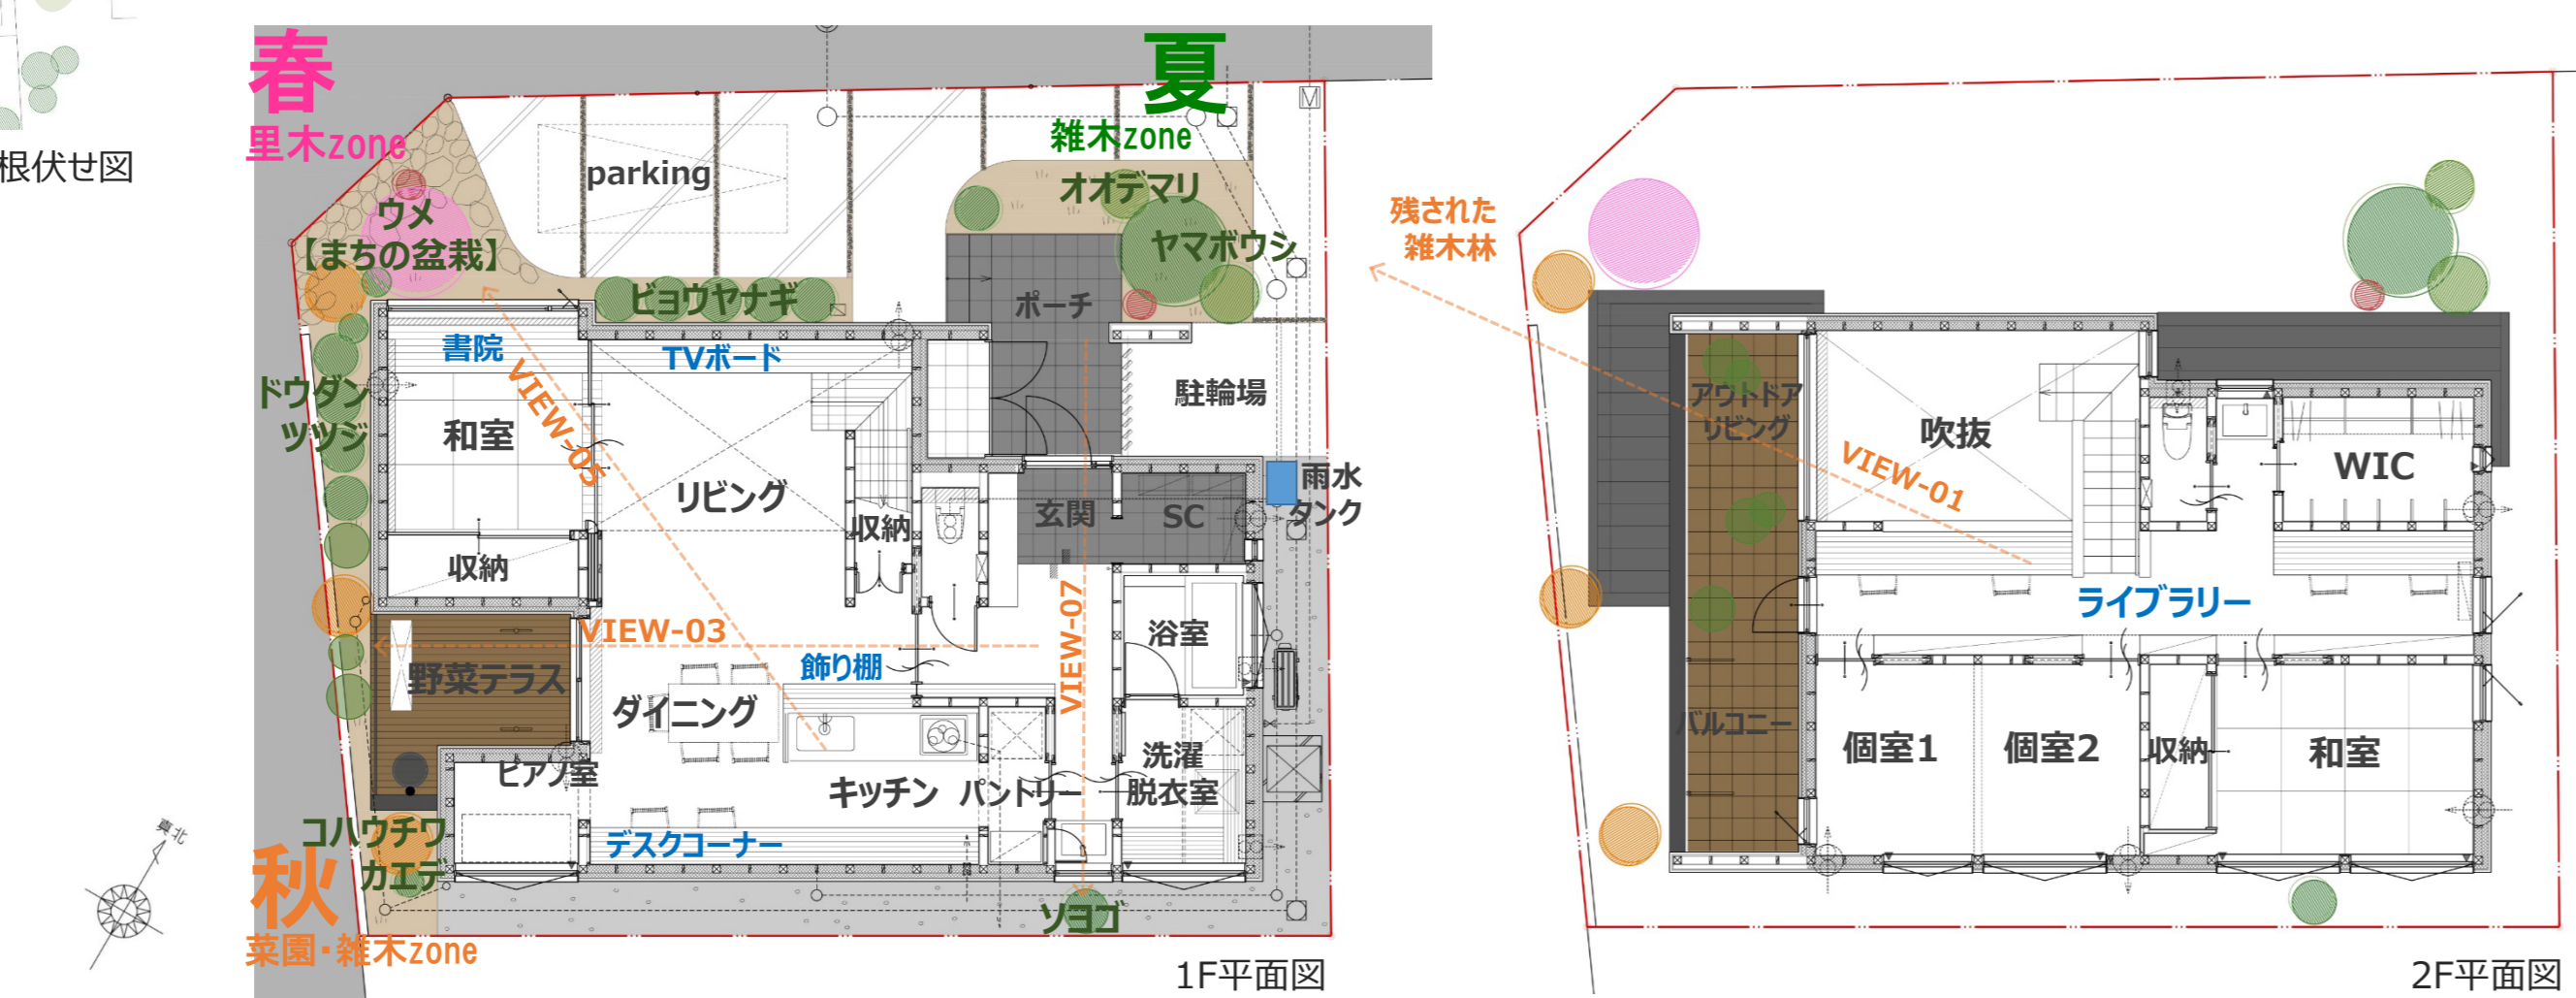 根伏せ図
春
里木zone
夏
雑木zone
parking
オオデマリ
ウメ
【まちの盆栽】
ヤマボウシ
ビヨウヤナギ
ポーチ
書院
TVボード
ドウダン
ツツジ
和室
VIEW-05
リビング
駐輪場
収納
玄関
SC
雨水
タンク
収納
VIEW-03
VIEW-07
浴室
飾り棚
野菜テラス
ダイニング
ピアノ室
キッチン
パントリー
洗濯
脱衣室
デスクコーナー
コハウチワ
カエデ
秋
菜園・雑木zone
ソヨゴ
真北
1F平面図
残された
雑木林
アウトドア
リビング
吹抜
VIEW-01
WIC
ライブラリー
バルコニー
個室1
個室2
収納
和室
2F平面図